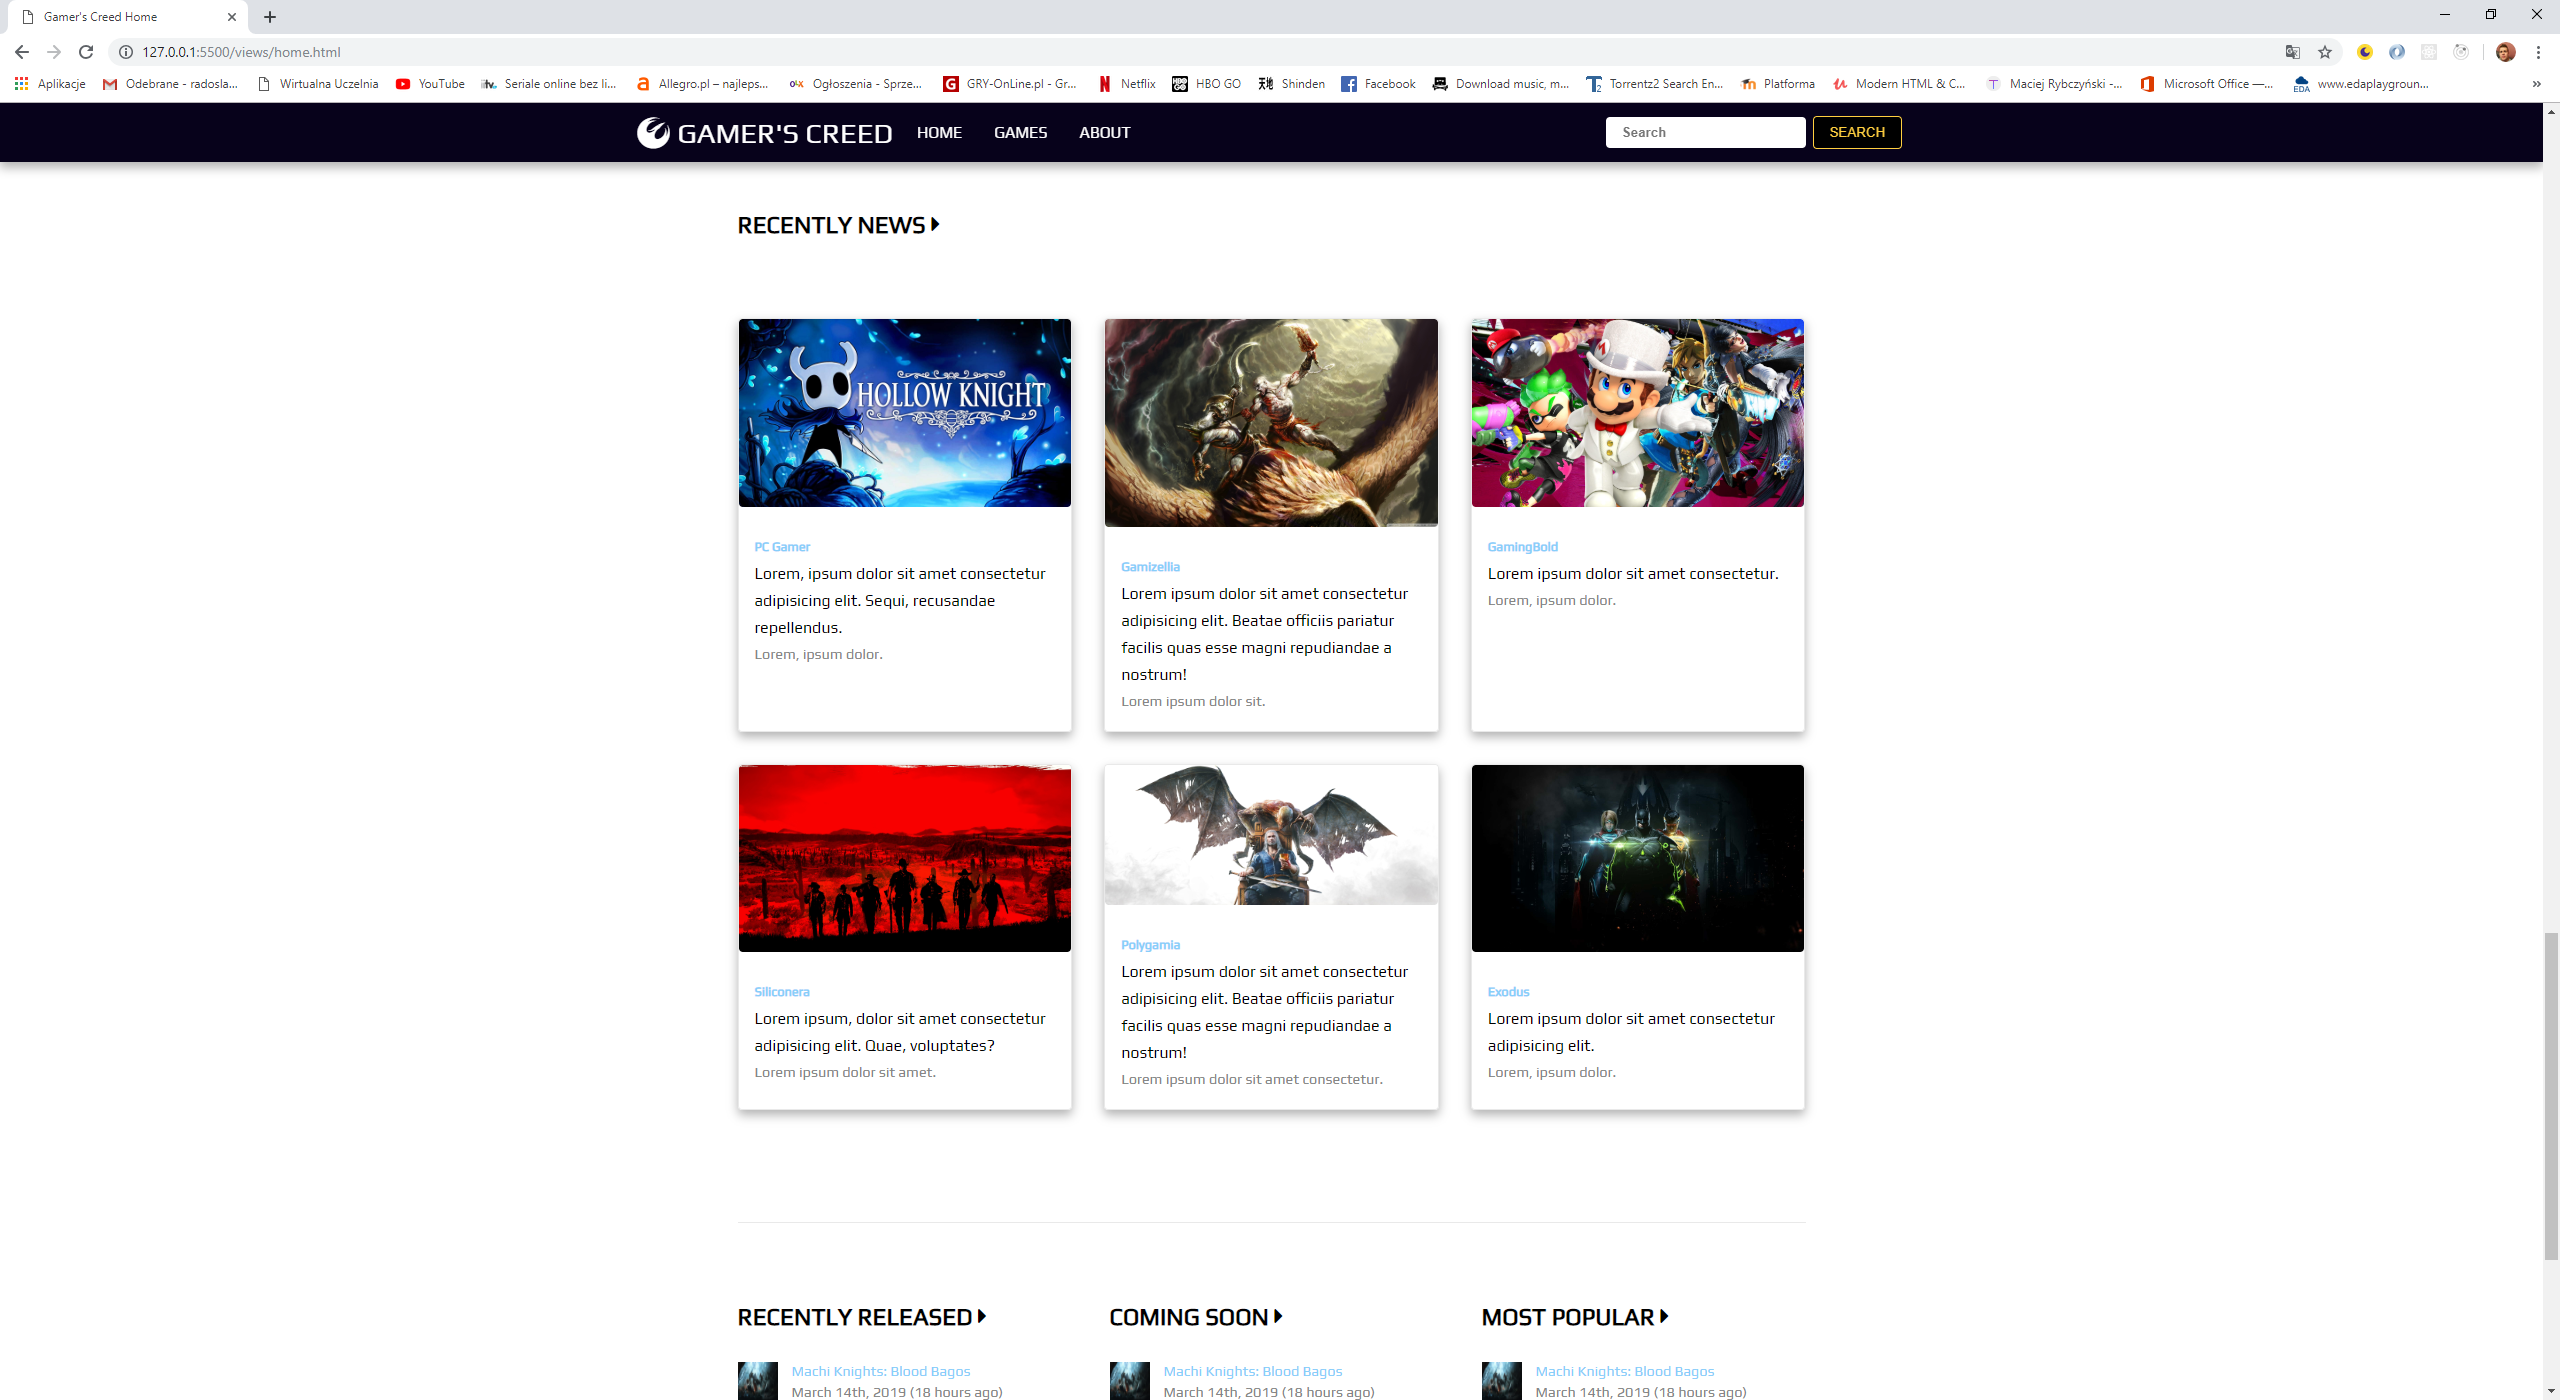 Gamer's Creed Home
127.0.0.1:5500/views/home.html
Aplikacje
Odebrane - radosla...
Wirtualna Uczelnia
YouTube
Seriale online bez li...
Allegro.pl – najleps...
OLX
Ogłoszenia - Sprze...
G
GRY-OnLine.pl - Gr...
Netflix
HBO GO
Shinden
Facebook
Download music, m...
Torrentz2 Search En...
Platforma
Modern HTML & C...
T
Maciej Rybczyński -...
Microsoft Office —...
EDA
www.edaplaygroun...
GAMER'S CREED
HOME
GAMES
ABOUT
Search
SEARCH
RECENTLY NEWS
HOLLOW KNIGHT
PC Gamer
Lorem, ipsum dolor sit amet consectetur
adipisicing elit. Sequi, recusandae
repellendus.
Lorem, ipsum dolor.
Gamizellia
Lorem ipsum dolor sit amet consectetur
adipisicing elit. Beatae officiis pariatur
facilis quas esse magni repudiandae a
nostrum!
Lorem ipsum dolor sit.
GamingBold
Lorem ipsum dolor sit amet consectetur.
Lorem, ipsum dolor.
Siliconera
Lorem ipsum, dolor sit amet consectetur
adipisicing elit. Quae, voluptates?
Lorem ipsum dolor sit amet.
Polygamia
Lorem ipsum dolor sit amet consectetur
adipisicing elit. Beatae officiis pariatur
facilis quas esse magni repudiandae a
nostrum!
Lorem ipsum dolor sit amet consectetur.
Exodus
Lorem ipsum dolor sit amet consectetur
adipisicing elit.
Lorem, ipsum dolor.
RECENTLY RELEASED
Machi Knights: Blood Bagos
March 14th, 2019 (18 hours ago)
COMING SOON
Machi Knights: Blood Bagos
March 14th, 2019 (18 hours ago)
MOST POPULAR
Machi Knights: Blood Bagos
March 14th, 2019 (18 hours ago)